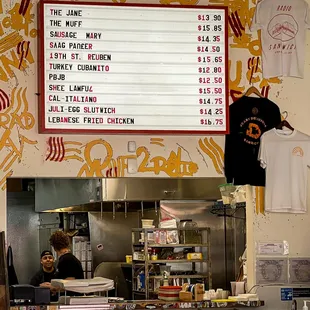 THE JANE $13.90
THE MUFF $15.85
SAUSAGE MARY $14.35
SAAG PANEER $14.50
19TH ST. REUBEN $15.65
TURKEY CUBANITO $12.80
PBJB $12.50
SHEE LAWFUL $15.50
CAL-ITALIANO $14.75
JULI-EGG SLUTWICH $14.25
LEBANESE FRIED CHICKEN $16.75